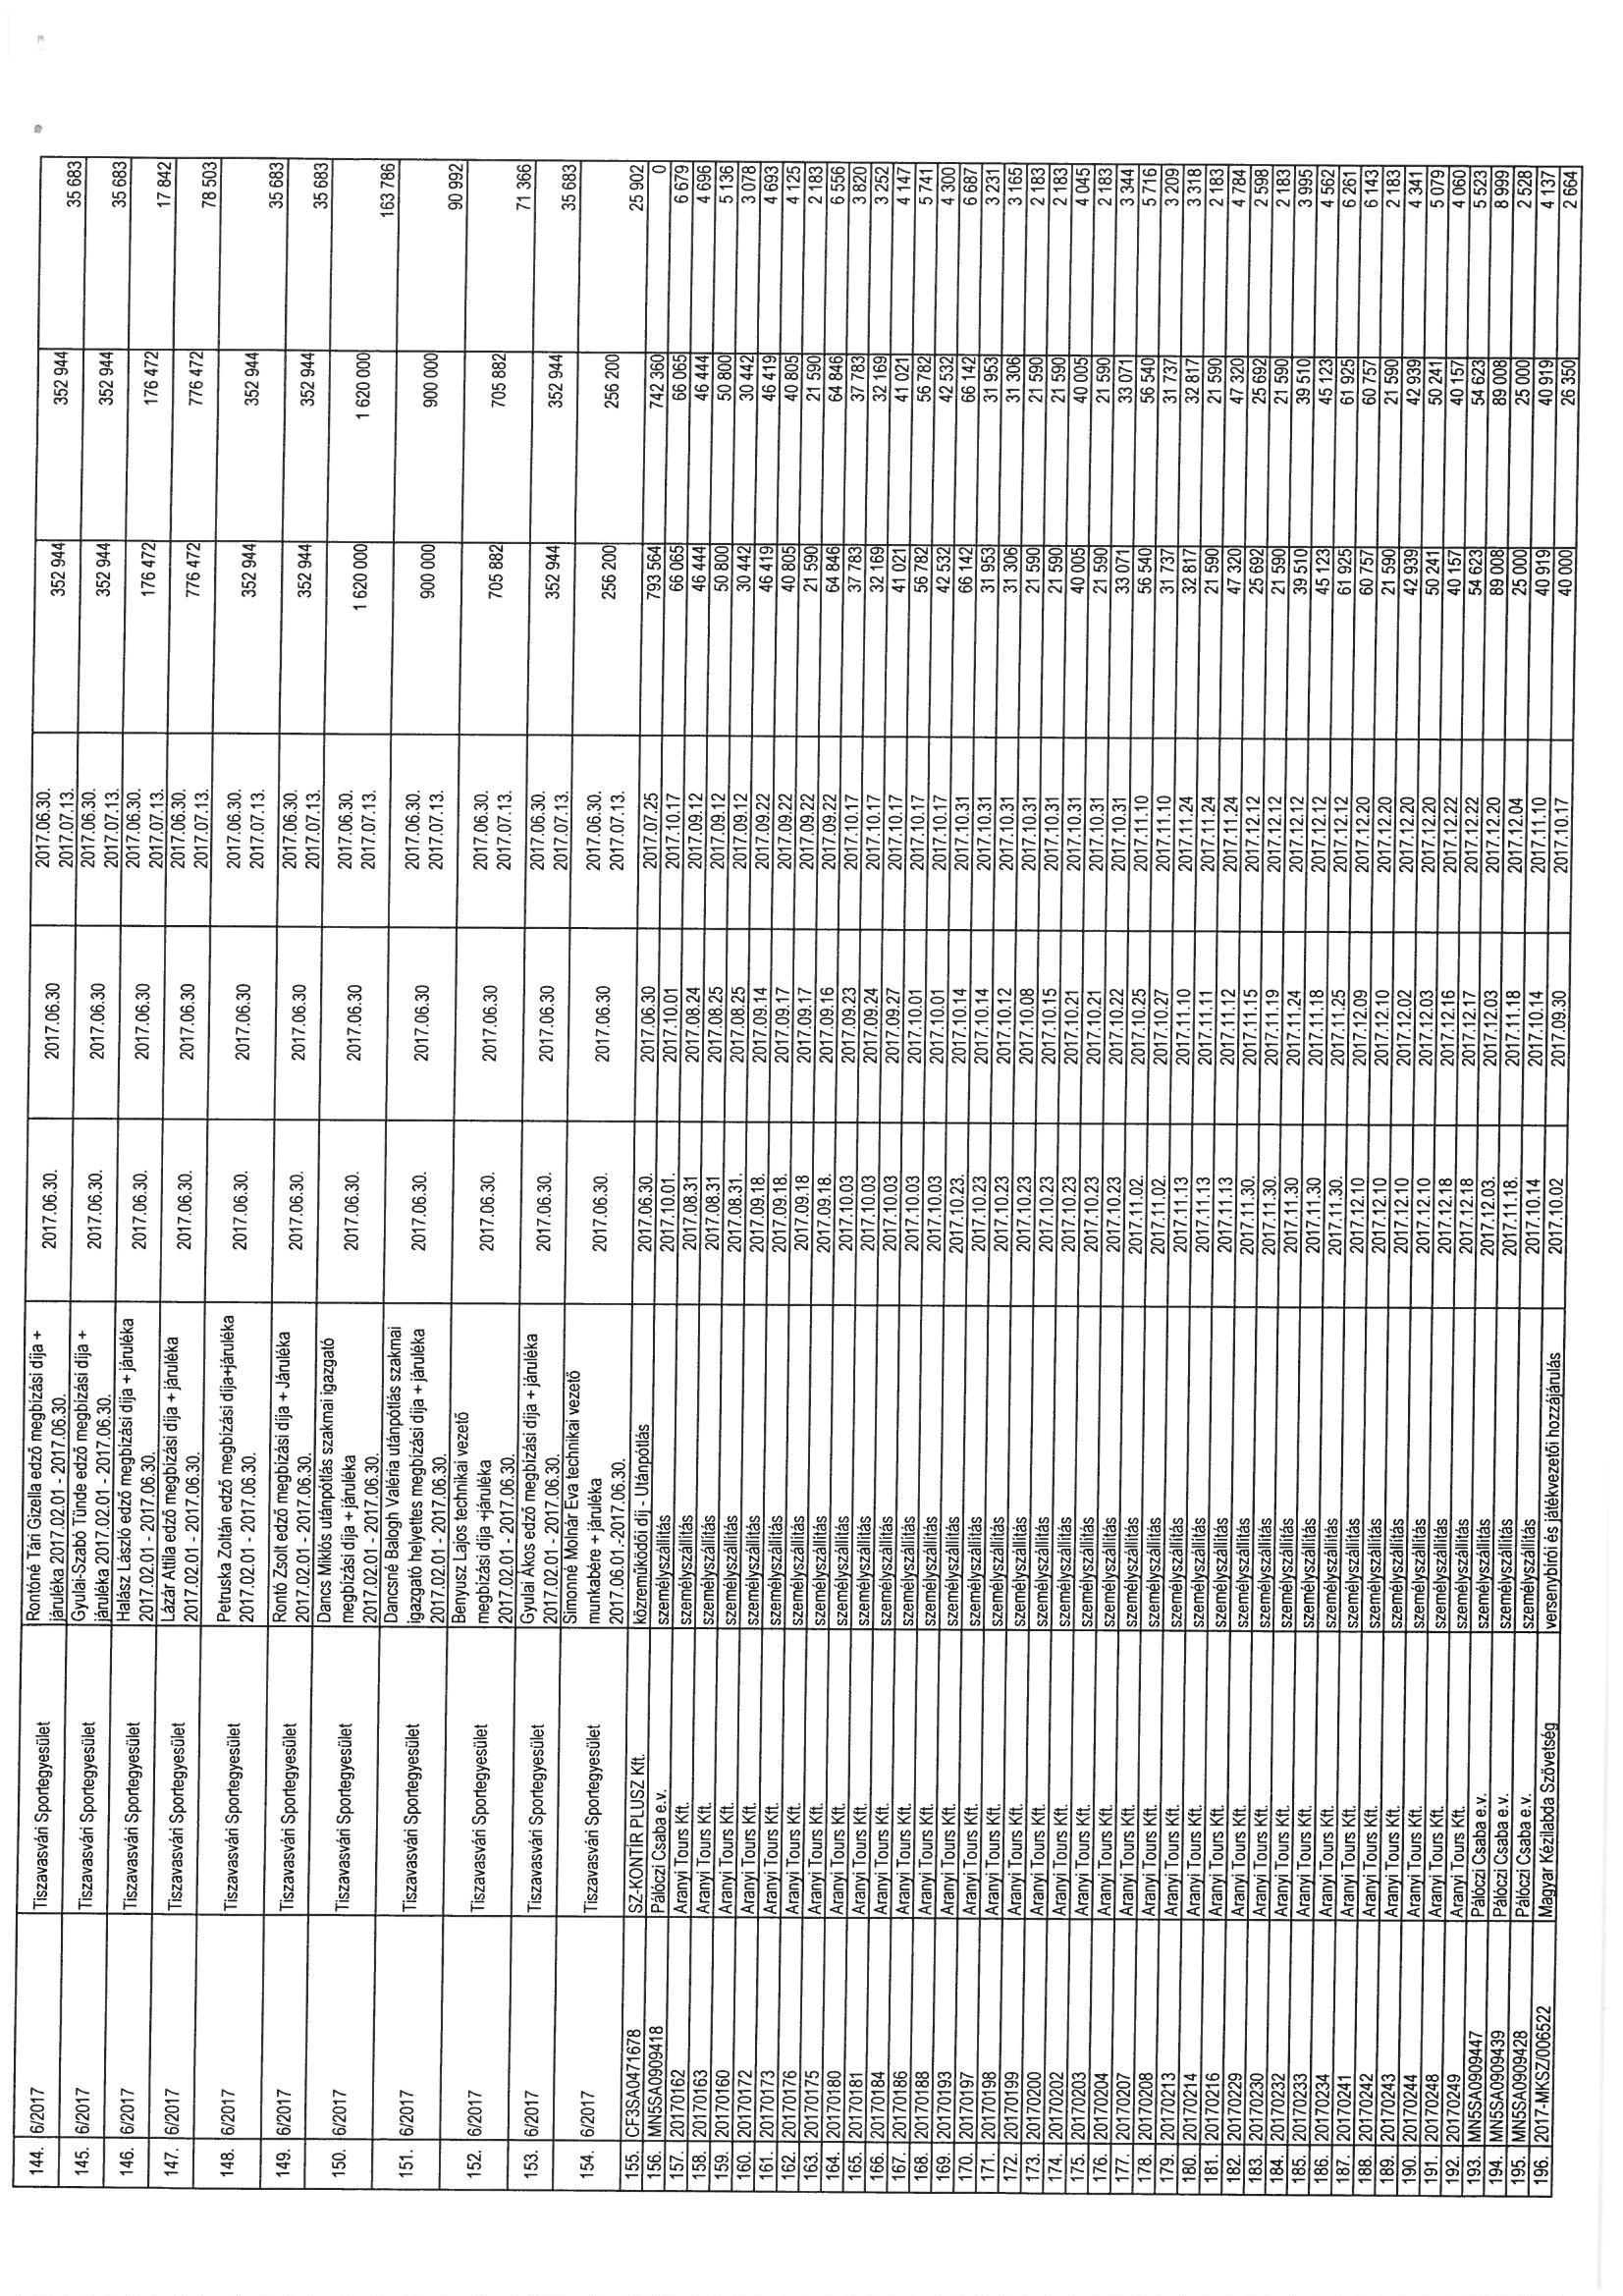 144. 6/2017 Tiszavasvári Sportegyesület Rontóné Tári Gizella edző megbízási díja + járuléka 2017.02.01 - 2017.06.30. 2017.06.30. 2017.06.30 2017.06.30. 2017.07.13. 352 944 352 944 35 683
145. 6/2017 Tiszavasvári Sportegyesület Gyulai-Szabó Tünde edző megbízási díja + járuléka 2017.02.01 - 2017.06.30. 2017.06.30. 2017.06.30 2017.06.30. 2017.07.13. 352 944 352 944 35 683
146. 6/2017 Tiszavasvári Sportegyesület Halász László edző megbízási díja + járuléka 2017.02.01 - 2017.06.30. 2017.06.30. 2017.06.30 2017.06.30. 2017.07.13. 176 472 176 472 17 842
147. 6/2017 Tiszavasvári Sportegyesület Lázár Attila edző megbízási díja + járuléka 2017.02.01 - 2017.06.30. 2017.06.30. 2017.06.30 2017.06.30. 2017.07.13. 776 472 776 472 78 503
148. 6/2017 Tiszavasvári Sportegyesület Petruska Zoltán edző megbízási díja+járuléka 2017.02.01 - 2017.06.30. 2017.06.30. 2017.06.30 2017.06.30. 2017.07.13. 352 944 352 944 35 683
149. 6/2017 Tiszavasvári Sportegyesület Rontó Zsolt edző megbízási díja + Járuléka 2017.02.01 - 2017.06.30. 2017.06.30. 2017.06.30 2017.06.30. 2017.07.13. 352 944 352 944 35 683
150. 6/2017 Tiszavasvári Sportegyesület Dancs Miklós utánpótlás szakmai igazgató megbízási díja + járuléka 2017.02.01 - 2017.06.30. 2017.06.30. 2017.06.30 2017.06.30. 2017.07.13. 1 620 000 1 620 000 163 786
151. 6/2017 Tiszavasvári Sportegyesület Dancsné Balogh Valéria utánpótlás szakmai igazgató helyettes megbízási díja + járuléka 2017.02.01 - 2017.06.30. 2017.06.30. 2017.06.30 2017.06.30. 2017.07.13. 900 000 900 000 90 992
152. 6/2017 Tiszavasvári Sportegyesület Benyusz Lajos technikai vezető megbízási díja +járuléka 2017.02.01 - 2017.06.30. 2017.06.30. 2017.06.30 2017.06.30. 2017.07.13. 705 882 705 882 71 366
153. 6/2017 Tiszavasvári Sportegyesület Gyulai Ákos edző megbízási díja + járuléka 2017.02.01 - 2017.06.30. 2017.06.30. 2017.06.30 2017.06.30. 2017.07.13. 352 944 352 944 35 683
154. 6/2017 Tiszavasvári Sportegyesület Simonné Molnár Éva technikai vezető munkabére + járuléka 2017.06.01.-2017.06.30. 2017.06.30. 2017.06.30 2017.06.30. 2017.07.13. 256 200 256 200 25 902
155. CF3SA0471678 SZ-KONTÍR PLUSZ Kft. közreműködői díj - Utánpótlás 2017.06.30. 2017.06.30 2017.07.25 793 564 742 360 0
156. MN5SA0909418 Pálóczi Csaba e.v. személyszállítás 2017.10.01. 2017.10.01 2017.10.17 66 065 66 065 6 679
157. 20170162 Aranyi Tours Kft. személyszállítás 2017.08.31 2017.08.24 2017.09.12 46 444 46 444 4 696
158. 20170163 Aranyi Tours Kft. személyszállítás 2017.08.31 2017.08.25 2017.09.12 50 800 50 800 5 136
159. 20170160 Aranyi Tours Kft. személyszállítás 2017.08.31. 2017.08.25 2017.09.12 30 442 30 442 3 078
160. 20170172 Aranyi Tours Kft. személyszállítás 2017.09.18. 2017.09.14 2017.09.22 46 419 46 419 4 693
161. 20170173 Aranyi Tours Kft. személyszállítás 2017.09.18. 2017.09.17 2017.09.22 40 805 40 805 4 125
162. 20170176 Aranyi Tours Kft. személyszállítás 2017.09.18 2017.09.17 2017.09.22 21 590 21 590 2 183
163. 20170175 Aranyi Tours Kft. személyszállítás 2017.09.18. 2017.09.16 2017.09.22 64 846 64 846 6 556
164. 20170180 Aranyi Tours Kft. személyszállítás 2017.10.03 2017.09.23 2017.10.17 37 783 37 783 3 820
165. 20170181 Aranyi Tours Kft. személyszállítás 2017.10.03 2017.09.24 2017.10.17 32 169 32 169 3 252
166. 20170184 Aranyi Tours Kft. személyszállítás 2017.10.03 2017.09.27 2017.10.17 41 021 41 021 4 147
167. 20170186 Aranyi Tours Kft. személyszállítás 2017.10.03 2017.10.01 2017.10.17 56 782 56 782 5 741
168. 20170188 Aranyi Tours Kft. személyszállítás 2017.10.03 2017.10.01 2017.10.17 42 532 42 532 4 300
169. 20170193 Aranyi Tours Kft. személyszállítás 2017.10.23. 2017.10.14 2017.10.31 66 142 66 142 6 687
170. 20170197 Aranyi Tours Kft. személyszállítás 2017.10.23 2017.10.14 2017.10.31 31 953 31 953 3 231
171. 20170198 Aranyi Tours Kft. személyszállítás 2017.10.23 2017.10.12 2017.10.31 31 306 31 306 3 165
172. 20170199 Aranyi Tours Kft. személyszállítás 2017.10.23 2017.10.08 2017.10.31 21 590 21 590 2 183
173. 20170200 Aranyi Tours Kft. személyszállítás 2017.10.23 2017.10.15 2017.10.31 21 590 21 590 2 183
174. 20170202 Aranyi Tours Kft. személyszállítás 2017.10.23 2017.10.21 2017.10.31 40 005 40 005 4 045
175. 20170203 Aranyi Tours Kft. személyszállítás 2017.10.23 2017.10.21 2017.10.31 21 590 21 590 2 183
176. 20170204 Aranyi Tours Kft. személyszállítás 2017.10.23 2017.10.22 2017.10.31 33 071 33 071 3 344
177. 20170207 Aranyi Tours Kft. személyszállítás 2017.11.02. 2017.10.25 2017.11.10 56 540 56 540 5 716
178. 20170208 Aranyi Tours Kft. személyszállítás 2017.11.02. 2017.10.27 2017.11.10 31 737 31 737 3 209
179. 20170213 Aranyi Tours Kft. személyszállítás 2017.11.13 2017.11.10 2017.11.24 32 817 32 817 3 318
180. 20170214 Aranyi Tours Kft. személyszállítás 2017.11.13 2017.11.11 2017.11.24 21 590 21 590 2 183
181. 20170216 Aranyi Tours Kft. személyszállítás 2017.11.13 2017.11.12 2017.11.24 47 320 47 320 4 784
182. 20170229 Aranyi Tours Kft. személyszállítás 2017.11.30. 2017.11.15 2017.12.12 25 692 25 692 2 598
183. 20170230 Aranyi Tours Kft. személyszállítás 2017.11.30. 2017.11.19 2017.12.12 21 590 21 590 2 183
184. 20170232 Aranyi Tours Kft. személyszállítás 2017.11.30 2017.11.24 2017.12.12 39 510 39 510 3 995
185. 20170233 Aranyi Tours Kft. személyszállítás 2017.11.30 2017.11.18 2017.12.12 45 123 45 123 4 562
186. 20170234 Aranyi Tours Kft. személyszállítás 2017.11.30. 2017.11.25 2017.12.12 61 925 61 925 6 261
187. 20170241 Aranyi Tours Kft. személyszállítás 2017.12.10 2017.12.09 2017.12.20 60 757 60 757 6 143
188. 20170242 Aranyi Tours Kft. személyszállítás 2017.12.10 2017.12.10 2017.12.20 21 590 21 590 2 183
189. 20170243 Aranyi Tours Kft. személyszállítás 2017.12.10 2017.12.02 2017.12.20 42 939 42 939 4 341
190. 20170244 Aranyi Tours Kft. személyszállítás 2017.12.10 2017.12.03 2017.12.20 50 241 50 241 5 079
191. 20170248 Aranyi Tours Kft. személyszállítás 2017.12.18 2017.12.16 2017.12.22 40 157 40 157 4 060
192. 20170249 Aranyi Tours Kft. személyszállítás 2017.12.18 2017.12.17 2017.12.22 54 623 54 623 5 523
193. MN5SA0909447 Pálóczi Csaba e.v. személyszállítás 2017.12.03. 2017.12.03 2017.12.20 89 008 89 008 8 999
194. MN5SA0909439 Pálóczi Csaba e.v. személyszállítás 2017.11.18. 2017.11.18 2017.12.04 25 000 25 000 2 528
195. MN5SA0909428 Pálóczi Csaba e.v. személyszállítás 2017.10.14 2017.10.14 2017.11.10 40 919 40 919 4 137
196. 2017-MKSZ/006522 Magyar Kézilabda Szövetség versenybírói és játékvezetői hozzájárulás 2017.10.02 2017.09.30 2017.10.17 40 000 26 350 2 664